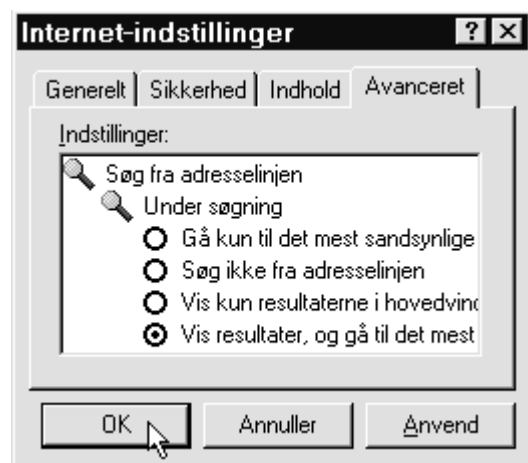 Internet-indstillinger ? ×
Generelt Sikkerhed Indhold Avanceret
Indstillinger:
Søg fra adresselinjen
Under søgning
Gå kun til det mest sandsynlige
Søg ikke fra adresselinjen
Vis kun resultaterne i hovedvin
Vis resultater, og gå til det mest
OK Annuller Anvend